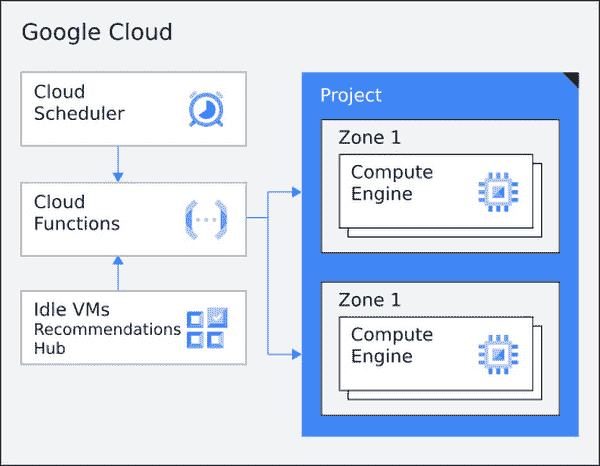 Google Cloud
Cloud
Scheduler
Cloud
Functions
Idle VMs
Recommendations
Hub
Project
Zone 1
Compute
Engine
Zone 1
Compute
Engine